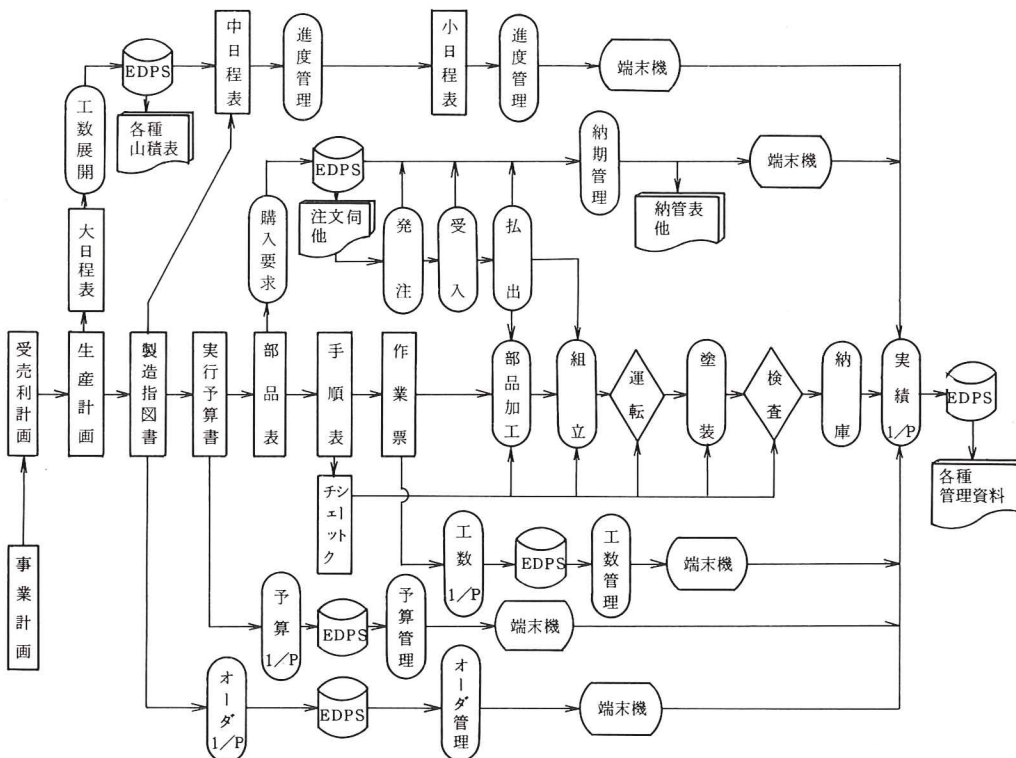 工数展開
EDPS
各種
山積表
大日程表
中日程表
進度管理
小日程表
進度管理
端末機
購入要求
EDPS
注文伺
他
発注
受入
払出
納期管理
納管表
他
端末機
受売利計画
生産計画
製造指図書
実行予算書
部品表
手順表
作業票
部品加工
組立
運転
塗装
検査
納庫
実績
1/P
EDPS
各種
管理資料
事業計画
チェック
シート
工数
1/P
EDPS
工数管理
端末機
予算
1/P
EDPS
予算管理
端末機
オーダ
1/P
EDPS
オーダ管理
端末機